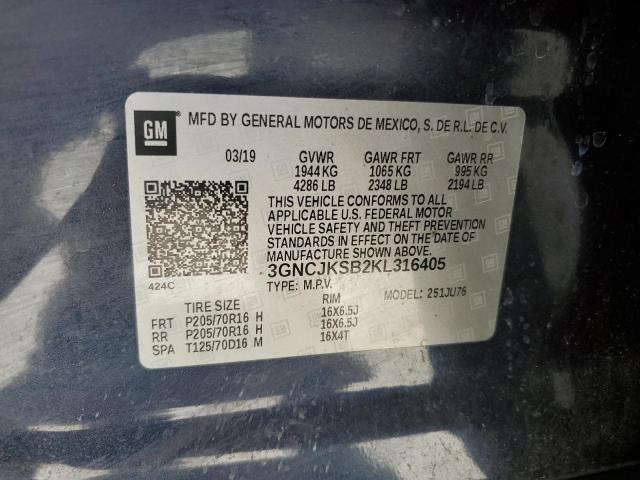 GM MFD BY GENERAL MOTORS DE MEXICO, S. DE R.L. DE C.V.
03/19 GVWR GAWR FRT GAWR RR
1944 KG 1065 KG 995 KG
4286 LB 2348 LB 2194 LB
THIS VEHICLE CONFORMS TO ALL
APPLICABLE U.S. FEDERAL MOTOR
VEHICLE SAFETY AND THEFT PREVENTION
STANDARDS IN EFFECT ON THE DATE OF
MANUFACTURE SHOWN ABOVE.
3GNCJKSB2KL316405
424C TYPE: M.P.V. MODEL: 251JU76
TIRE SIZE RIM
FRT P205/70R16 H 16X6.5J
RR P205/70R16 H 16X6.5J
SPA T125/70D16 M 16X4T